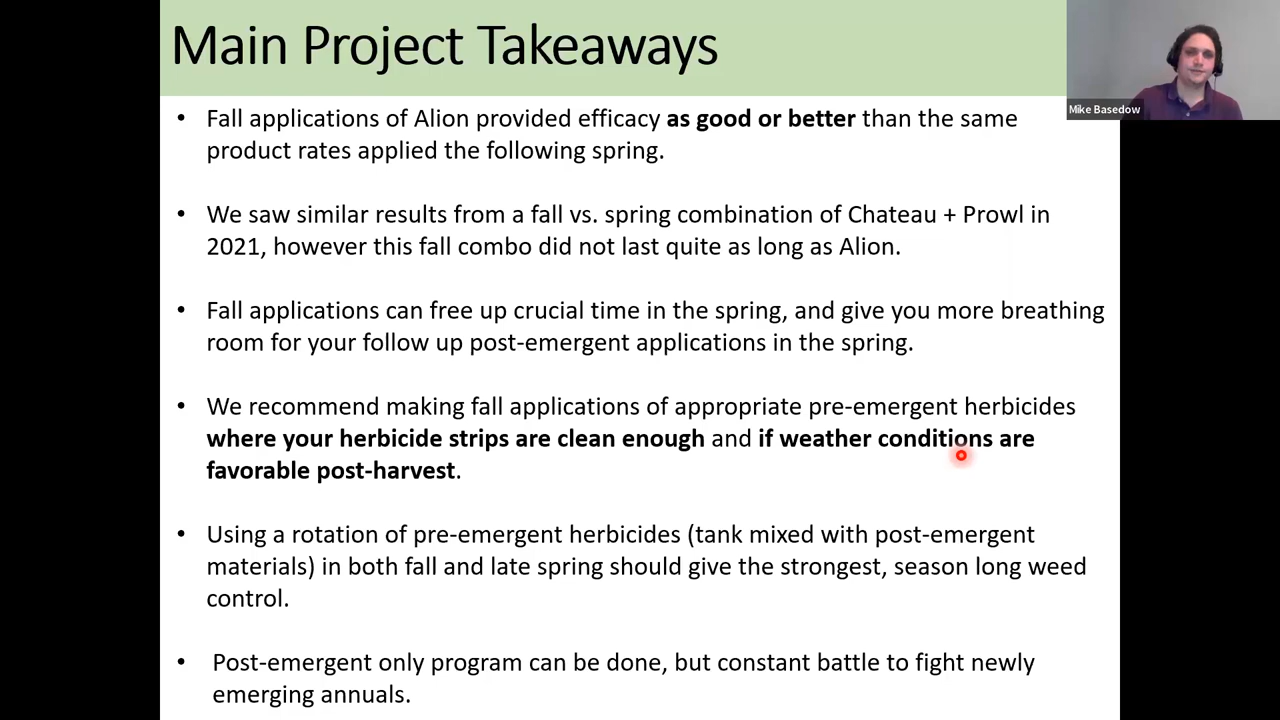 Main Project Takeaways
Mike Basedow
• Fall applications of Alion provided efficacy as good or better than the same
product rates applied the following spring.
• We saw similar results from a fall vs. spring combination of Chateau + Prowl in
2021, however this fall combo did not last quite as long as Alion.
• Fall applications can free up crucial time in the spring, and give you more breathing
room for your follow up post-emergent applications in the spring.
• We recommend making fall applications of appropriate pre-emergent herbicides
where your herbicide strips are clean enough and if weather conditions are
favorable post-harvest.
• Using a rotation of pre-emergent herbicides (tank mixed with post-emergent
materials) in both fall and late spring should give the strongest, season long weed
control.
• Post-emergent only program can be done, but constant battle to fight newly
emerging annuals.